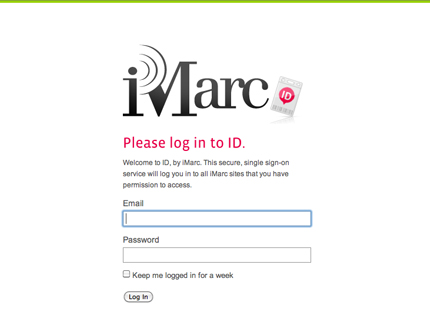 iMarc
ID
Please log in to ID.
Welcome to ID, by iMarc. This secure, single sign-on
service will log you in to all iMarc sites that you have
permission to access.
Email
Password
Keep me logged in for a week
Log In